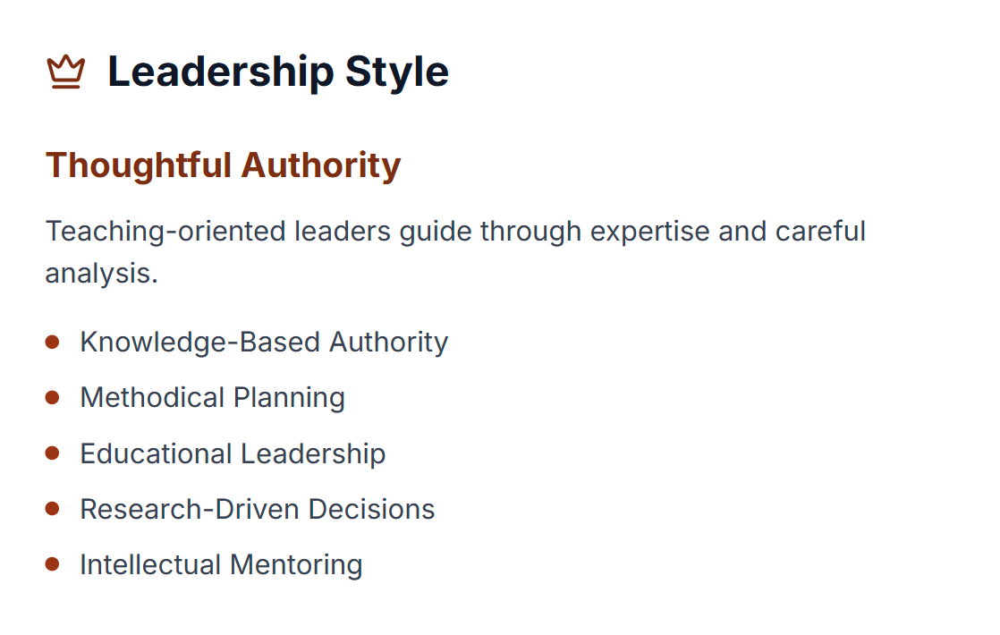 Leadership Style
Thoughtful Authority
Teaching-oriented leaders guide through expertise and careful
analysis.
Knowledge-Based Authority
Methodical Planning
Educational Leadership
Research-Driven Decisions
Intellectual Mentoring